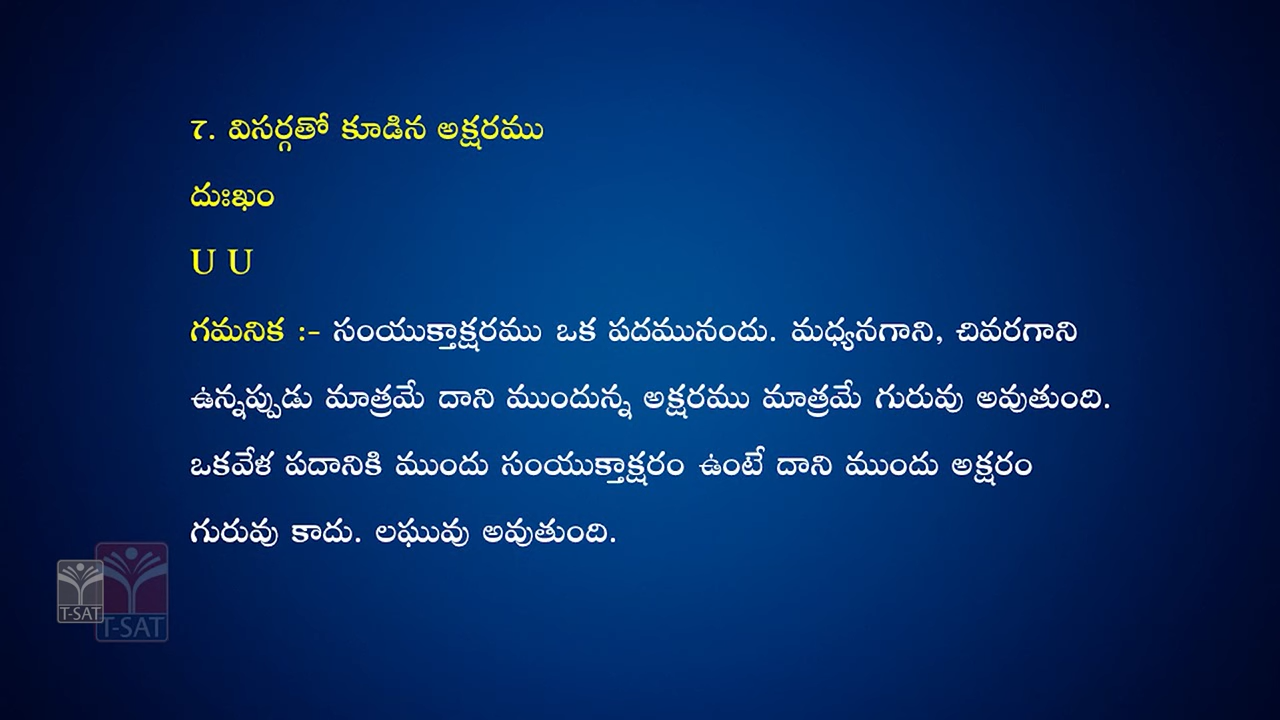 7. విసర్గతో కూడిన అక్షరము
దుఃఖం
U U
గమనిక :- సంయుక్తాక్షరము ఒక పదమునందు. మధ్యనగాని, చివరగాని
ఉన్నప్పుడు మాత్రమే దాని ముందున్న అక్షరము మాత్రమే గురువు అవుతుంది.
ఒకవేళ పదానికి ముందు సంయుక్తాక్షరం ఉంటే దాని ముందు అక్షరం
గురువు కాదు. లఘువు అవుతుంది.
T-SAT
T-SAT